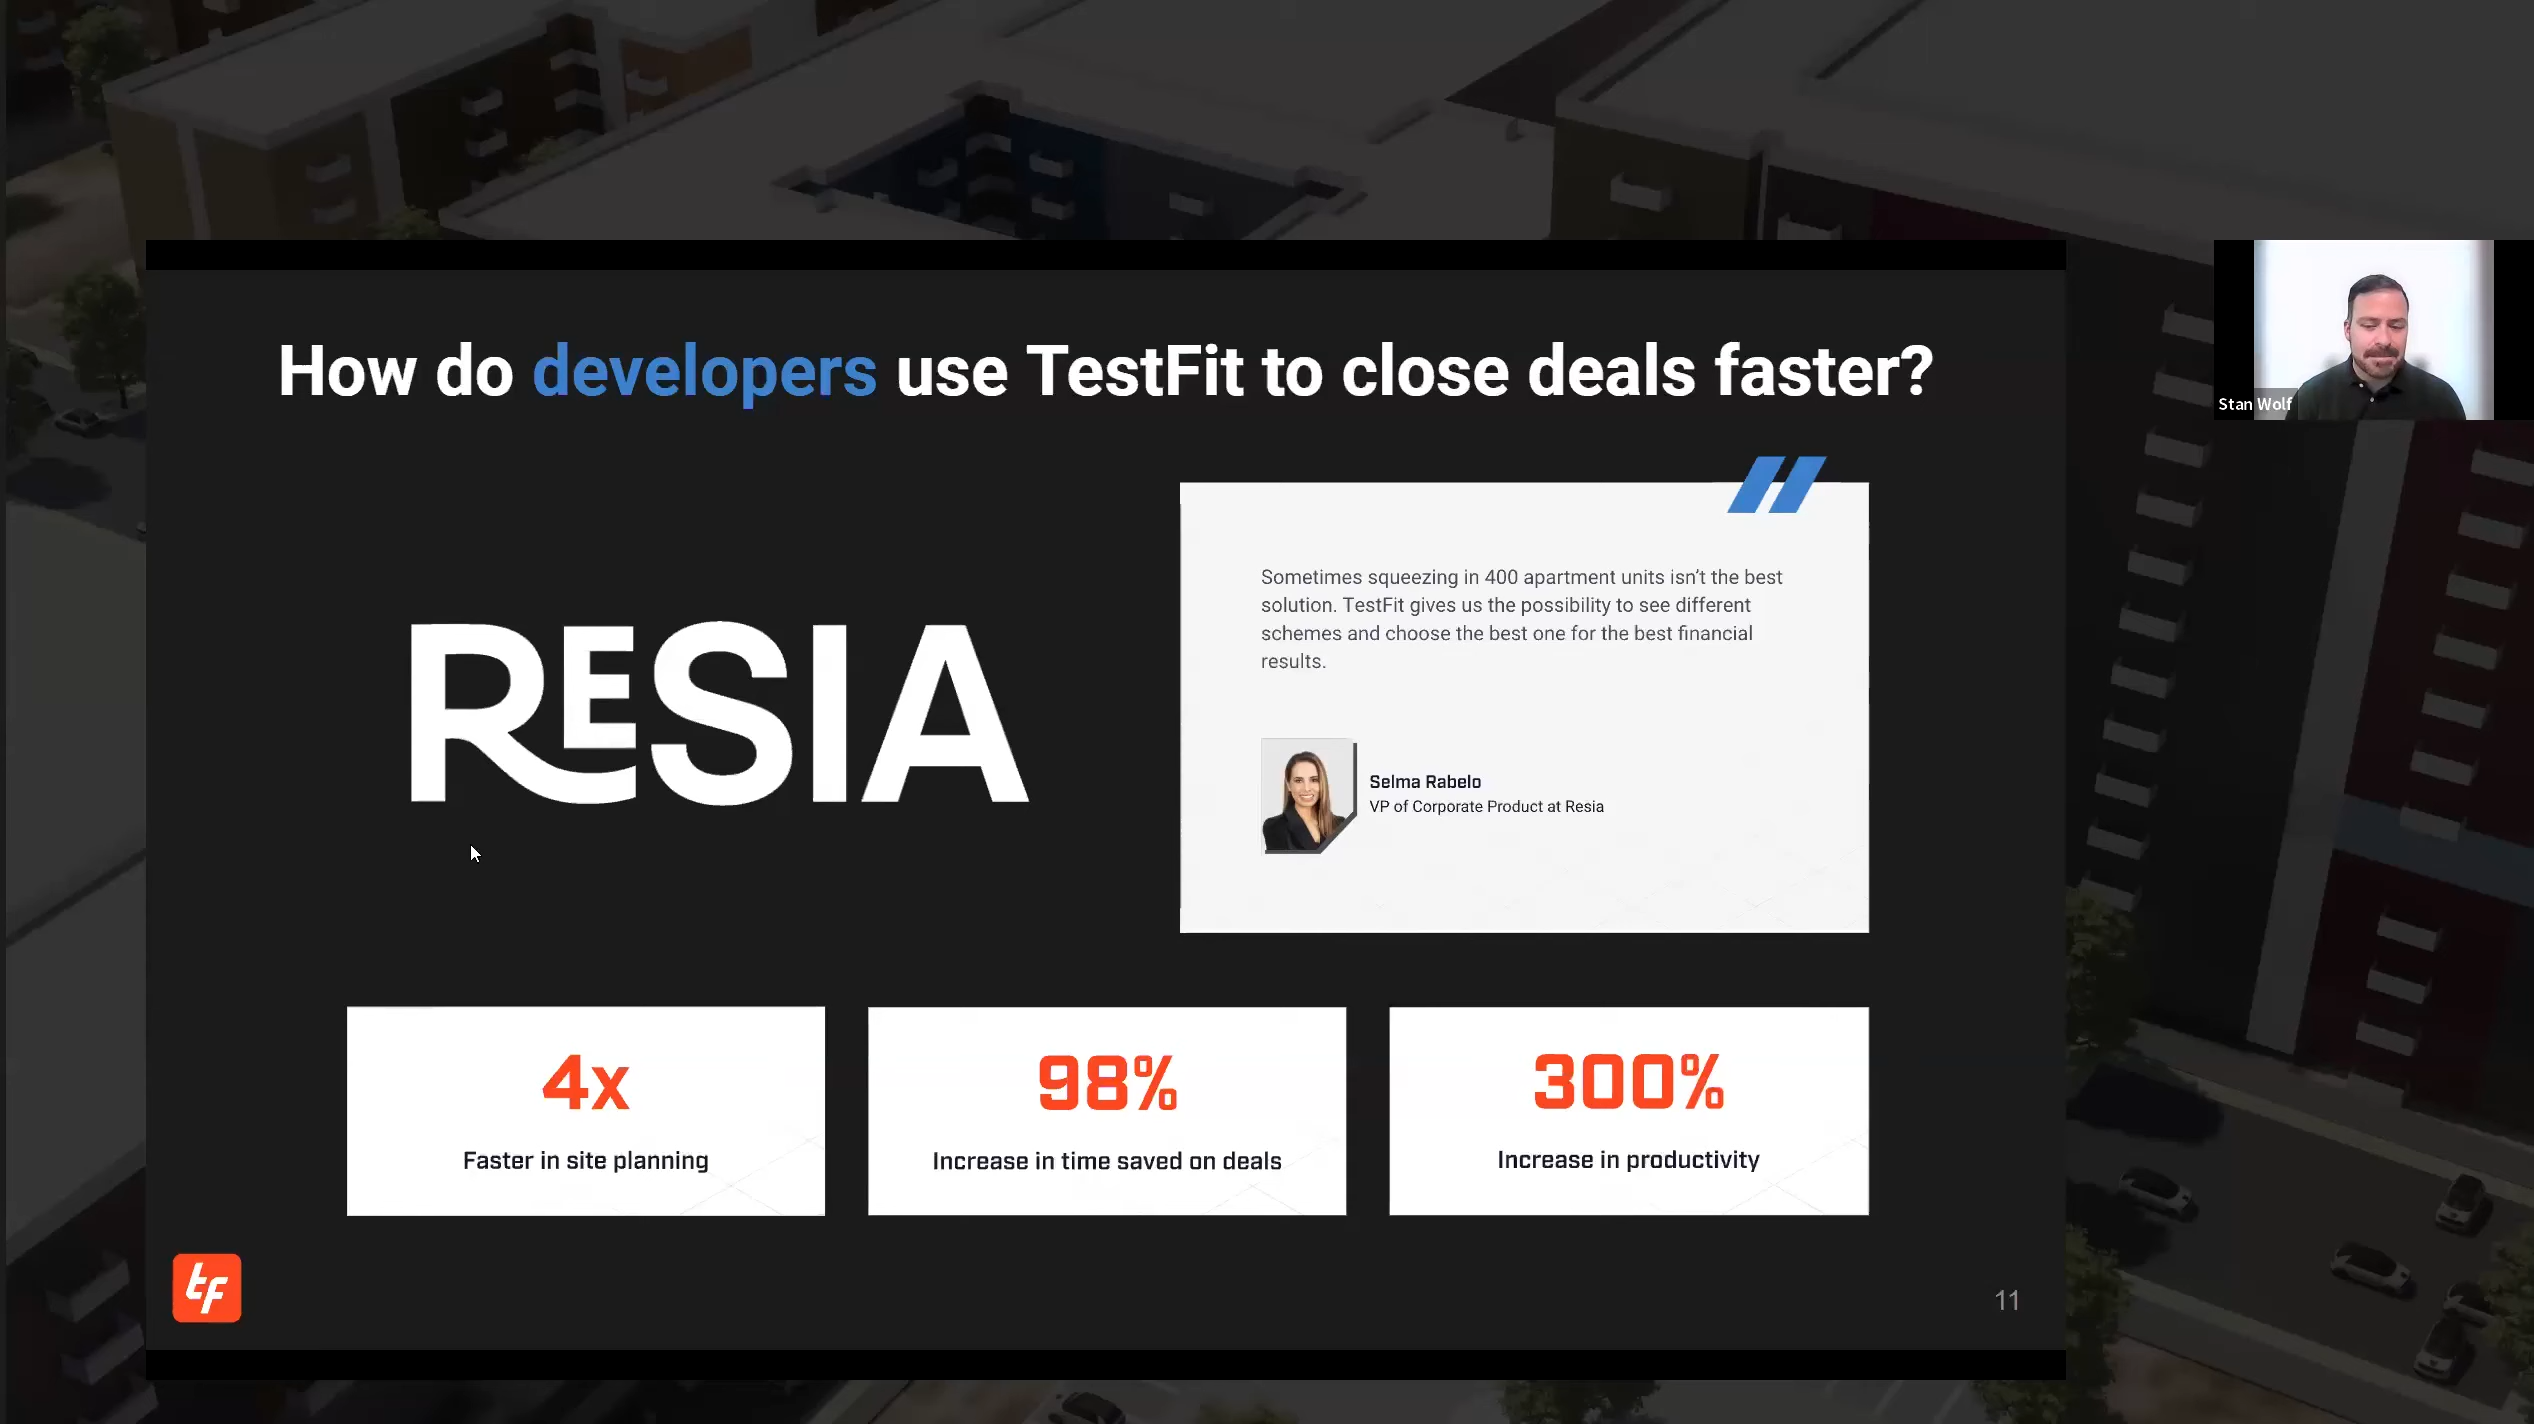 How do developers use TestFit to close deals faster?
Stan Wolf
RESIA
Sometimes squeezing in 400 apartment units isn’t the best
solution. TestFit gives us the possibility to see different
schemes and choose the best one for the best financial
results.
Selma Rabelo
VP of Corporate Product at Resia
4x
Faster in site planning
98%
Increase in time saved on deals
300%
Increase in productivity
tf
11